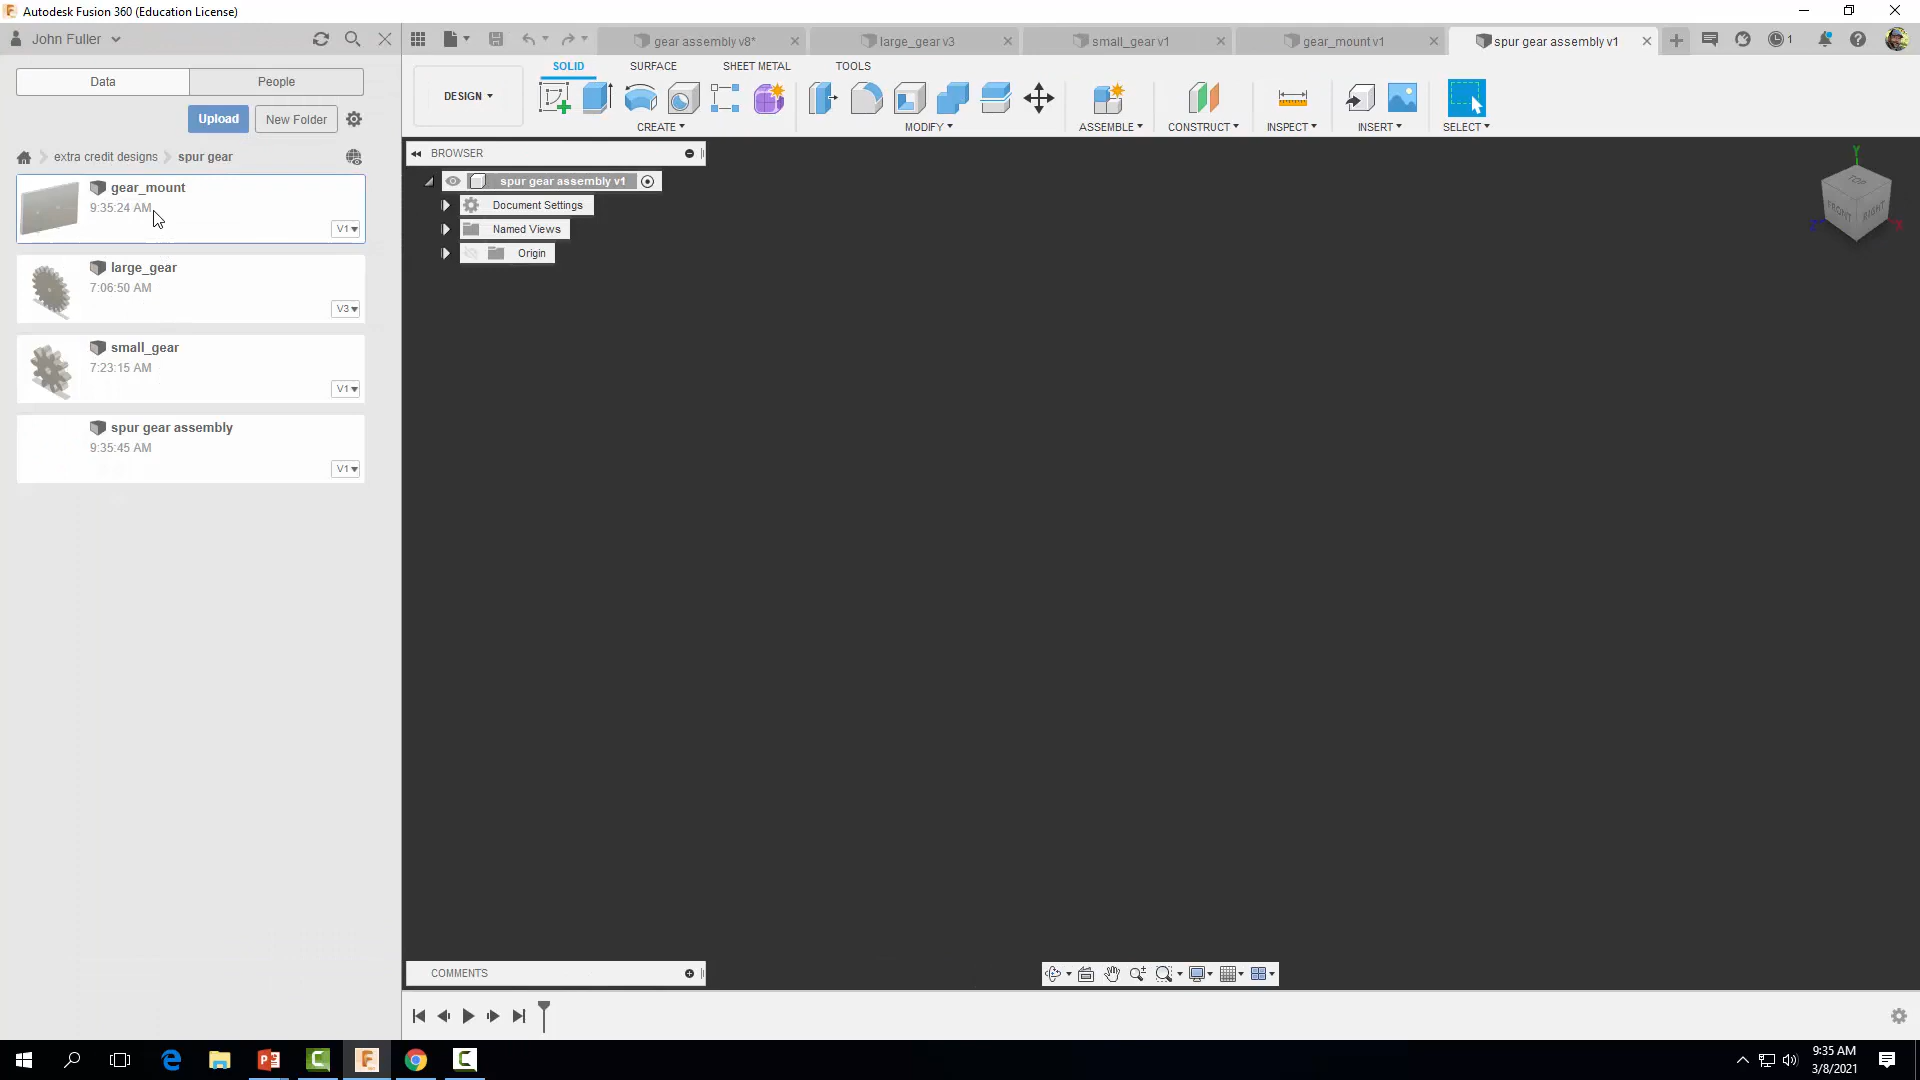 Autodesk Fusion 360 (Education License)
John Fuller
gear assembly v8*
large_gear v3
small_gear v1
gear_mount v1
spur gear assembly v1
1
Data
People
Upload
New Folder
extra credit designs
spur gear
gear_mount
9:35:24 AM
V1
large_gear
7:06:50 AM
V3
small_gear
7:23:15 AM
V1
spur gear assembly
9:35:45 AM
V1
DESIGN
SOLID
SURFACE
SHEET METAL
TOOLS
CREATE
MODIFY
ASSEMBLE
CONSTRUCT
INSPECT
INSERT
SELECT
BROWSER
spur gear assembly v1
Document Settings
Named Views
Origin
Y
TOP
FRONT
RIGHT
Z
X
COMMENTS
9:35 AM
3/8/2021